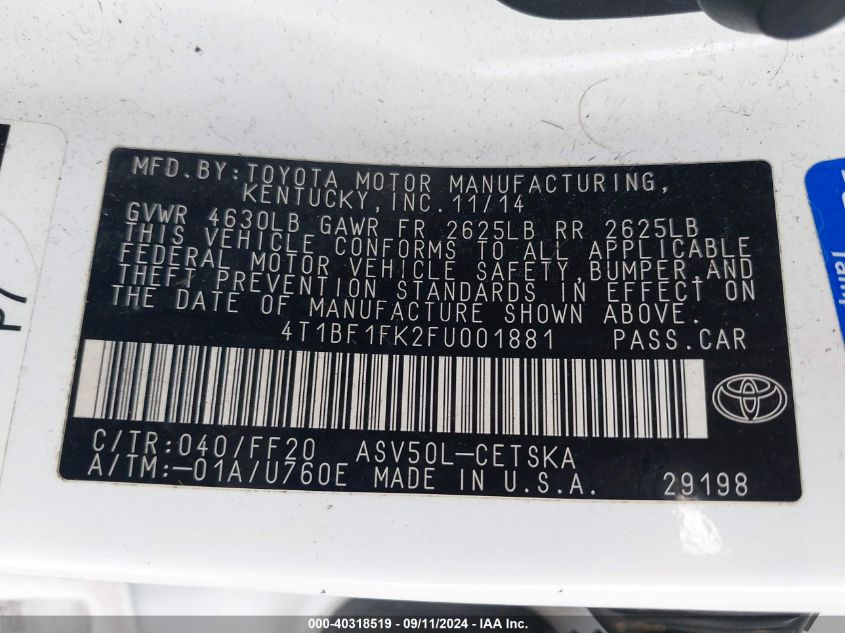 MFD.BY:TOYOTA MOTOR MANUFACTURING,
KENTUCKY, INC. 11/14
GVWR 4630LB GAWR FR 2625LB RR 2625LB
THIS VEHICLE CONFORMS TO ALL APPLICABLE
FEDERAL MOTOR VEHICLE SAFETY, BUMPER, AND
THEFT PREVENTION STANDARDS IN EFFECT ON
THE DATE OF MANUFACTURE SHOWN ABOVE.
4T1BF1FK2FU001881 PASS.CAR
C/TR:040/FF20 ASV50L-CETSKA
A/TM:-01A/U760E MADE IN U.S.A. 29198
000-40318519 - 09/11/2024 - IAA Inc.